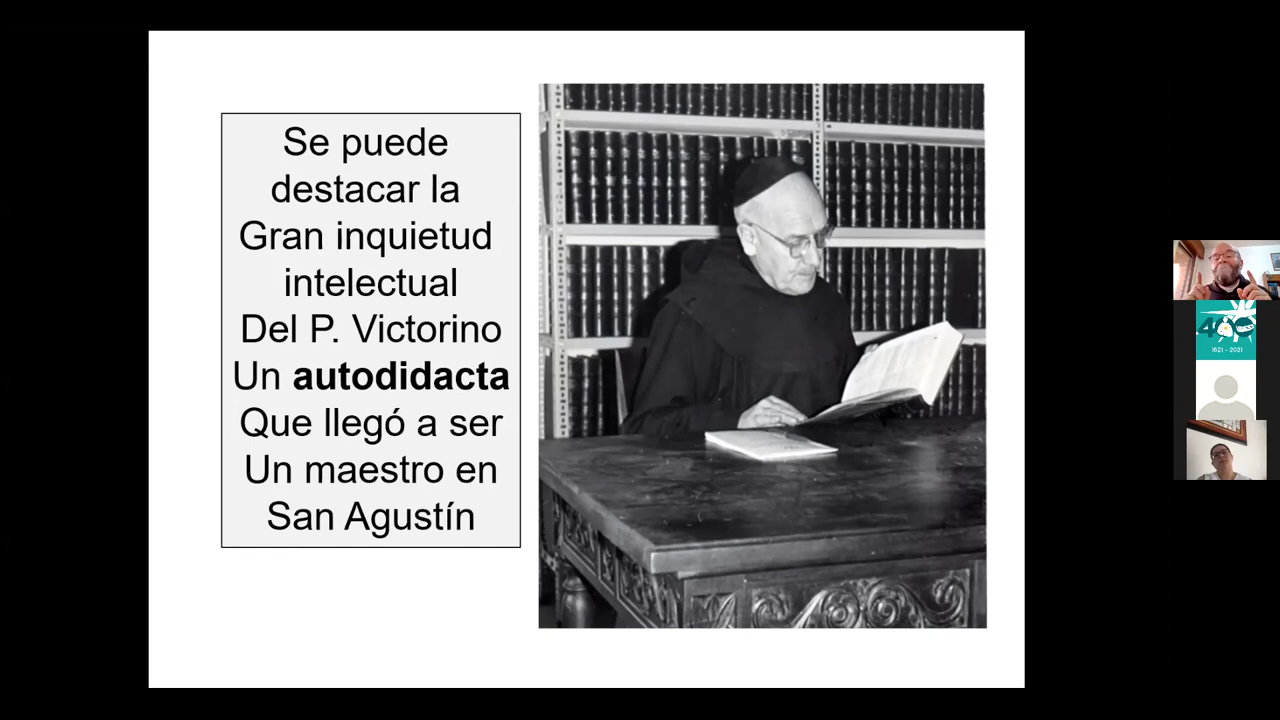 Se puede
destacar la
Gran inquietud
intelectual
Del P. Victorino
Un autodidacta
Que llegó a ser
Un maestro en
San Agustín
400
1621 - 2021